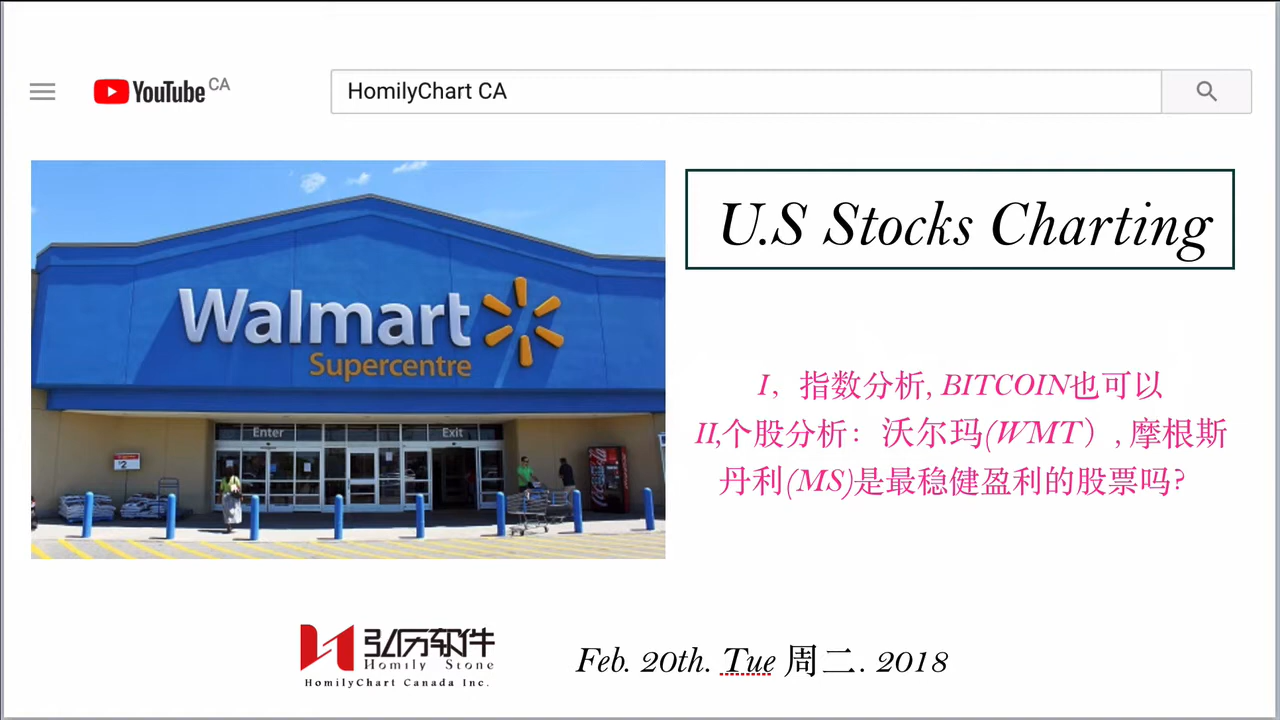 YouTube CA
HomilyChart CA
U.S Stocks Charting
Walmart
Supercentre
Enter
Exit
$2
I，指数分析, BITCOIN也可以
II,个股分析：沃尔玛(WMT）, 摩根斯
丹利(MS)是最稳健盈利的股票吗?
弘历软件
Homily Stone
HomilyChart Canada Inc.
Feb. 20th. Tue 周二. 2018